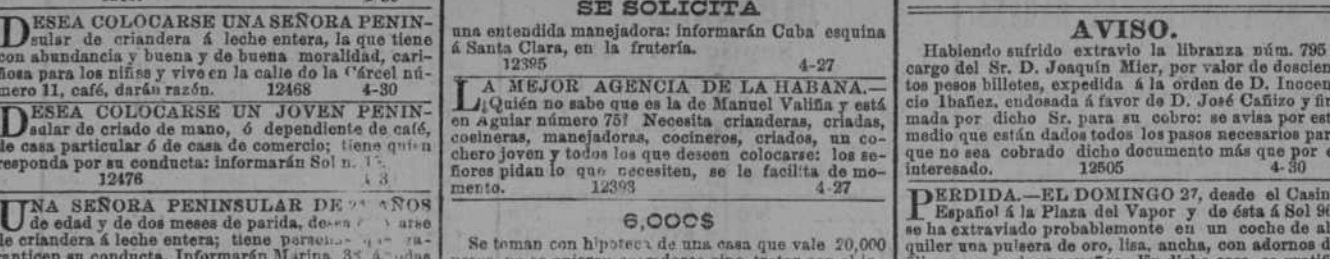 DESEA COLOCARSE UNA SEÑORA PENIN-
sular de criandera á leche entera, la que tiene
con abundancia y buena y de buena moralidad, cari-
ñosa para los niños y vive en la calle do la Cárcel nú-
mero 11, café, darán razón. 12468 4-30
DESEA COLOCARSE UN JOVEN PENIN-
sular de criado de mano, ó dependiente de café,
de casa particular ó de casa de comercio; tiene quien
responda por su conducta: informarán Sol n.
12476
UNA SEÑORA PENINSULAR DE AÑOS
de edad y de dos meses de parida,
de criandera á leche entera; tiene
su conducta. Informarán Marina
SE SOLICITA
una entendida manejadora: informarán Cuba esquina
á Santa Clara, en la frutería.
12395 4-27
LA MEJOR AGENCIA DE LA HABANA.—
¿Quién no sabe que es la de Manuel Valiña y está
en Aguiar número 75? Necesita crianderas, criadas,
cocineras, manejadoras, cocineros, criados, un co-
chero joven y todos los que deseen colocarse: los se-
ñores pidan lo que necesiten, se le facilita de mo-
mento. 12393 4-27
6,000$
Se toman con hipoteca de una casa que vale 20,000
AVISO.
Habiendo sufrido extravio la libranza núm. 795
cargo del Sr. D. Joaquín Mier, por valor de doscien
tos pesos billetes, expedida á la orden de D. Inocen
cio Ibañez, endosada á favor de D. José Cañizo y fir
mada por dicho Sr. para su cobro: se avisa por est
medio que están dados todos los pasos necesarios par
que no sea cobrado dicho documento más que por e
interesado. 12505 4-30
PERDIDA.—EL DOMINGO 27, desde el Casin
Español á la Plaza del Vapor y de ésta á Sol 96
se ha extraviado probablemente en un coche de al
quiler una pulsera de oro, lisa, ancha, con adornos d